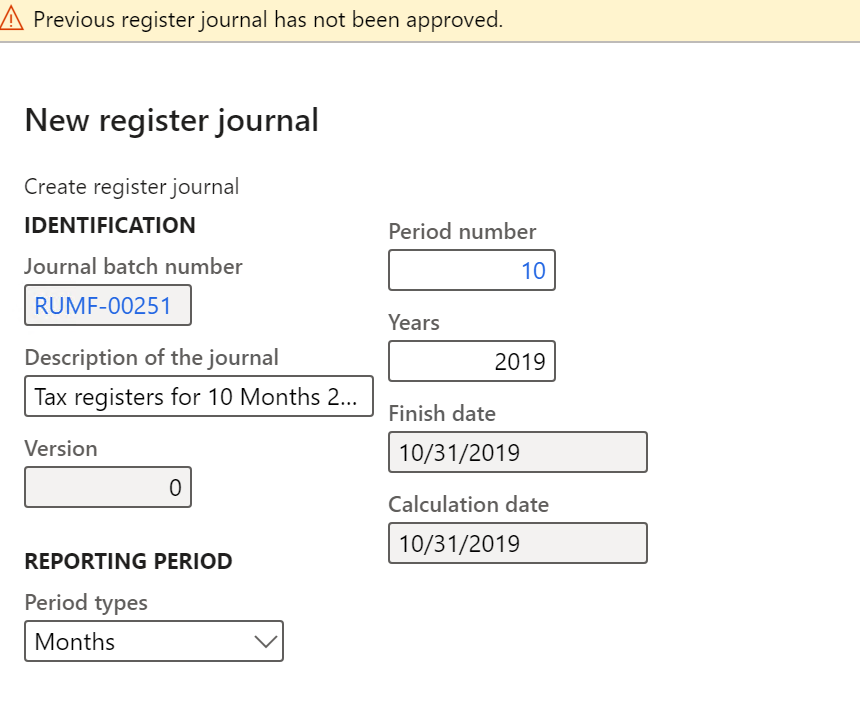 Previous register journal has not been approved.
New register journal
Create register journal
IDENTIFICATION
Journal batch number
RUMF-00251
Description of the journal
Tax registers for 10 Months 2...
Version
0
REPORTING PERIOD
Period types
Months
Period number
10
Years
2019
Finish date
10/31/2019
Calculation date
10/31/2019